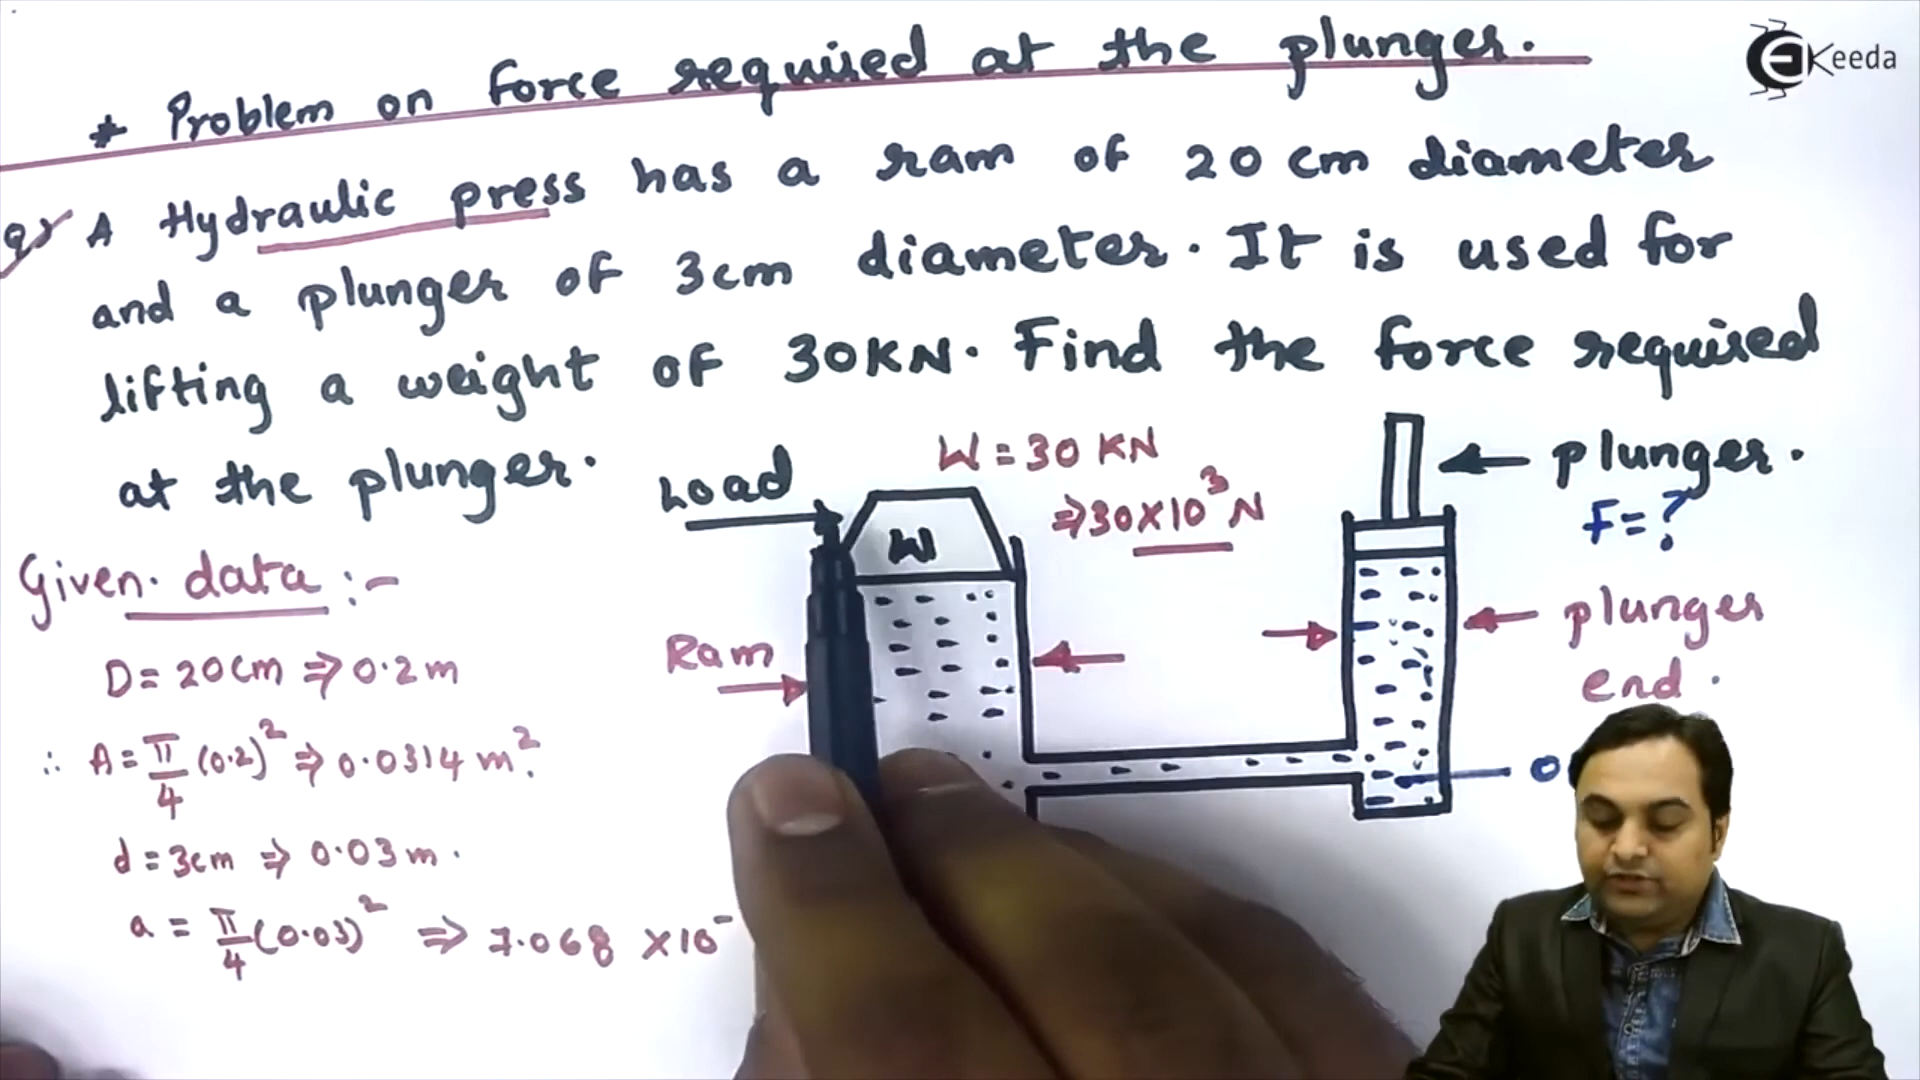 * Problem on force required at the plunger.
Keeda
Q) A Hydraulic press has a ram of 20 cm diameter
and a plunger of 3cm diameter. It is used for
lifting a weight of 30KN. Find the force required
at the plunger.
Load
W = 30 KN
⇒ 30×10³ N
plunger.
F = ?
W
Given data :-
Ram
plunger
end.
D = 20cm ⇒ 0.2 m
∴ A = π/4 (0.2)² ⇒ 0.0314 m².
d = 3cm ⇒ 0.03 m.
a = π/4 (0.03)² ⇒ 7.068 ×10⁻